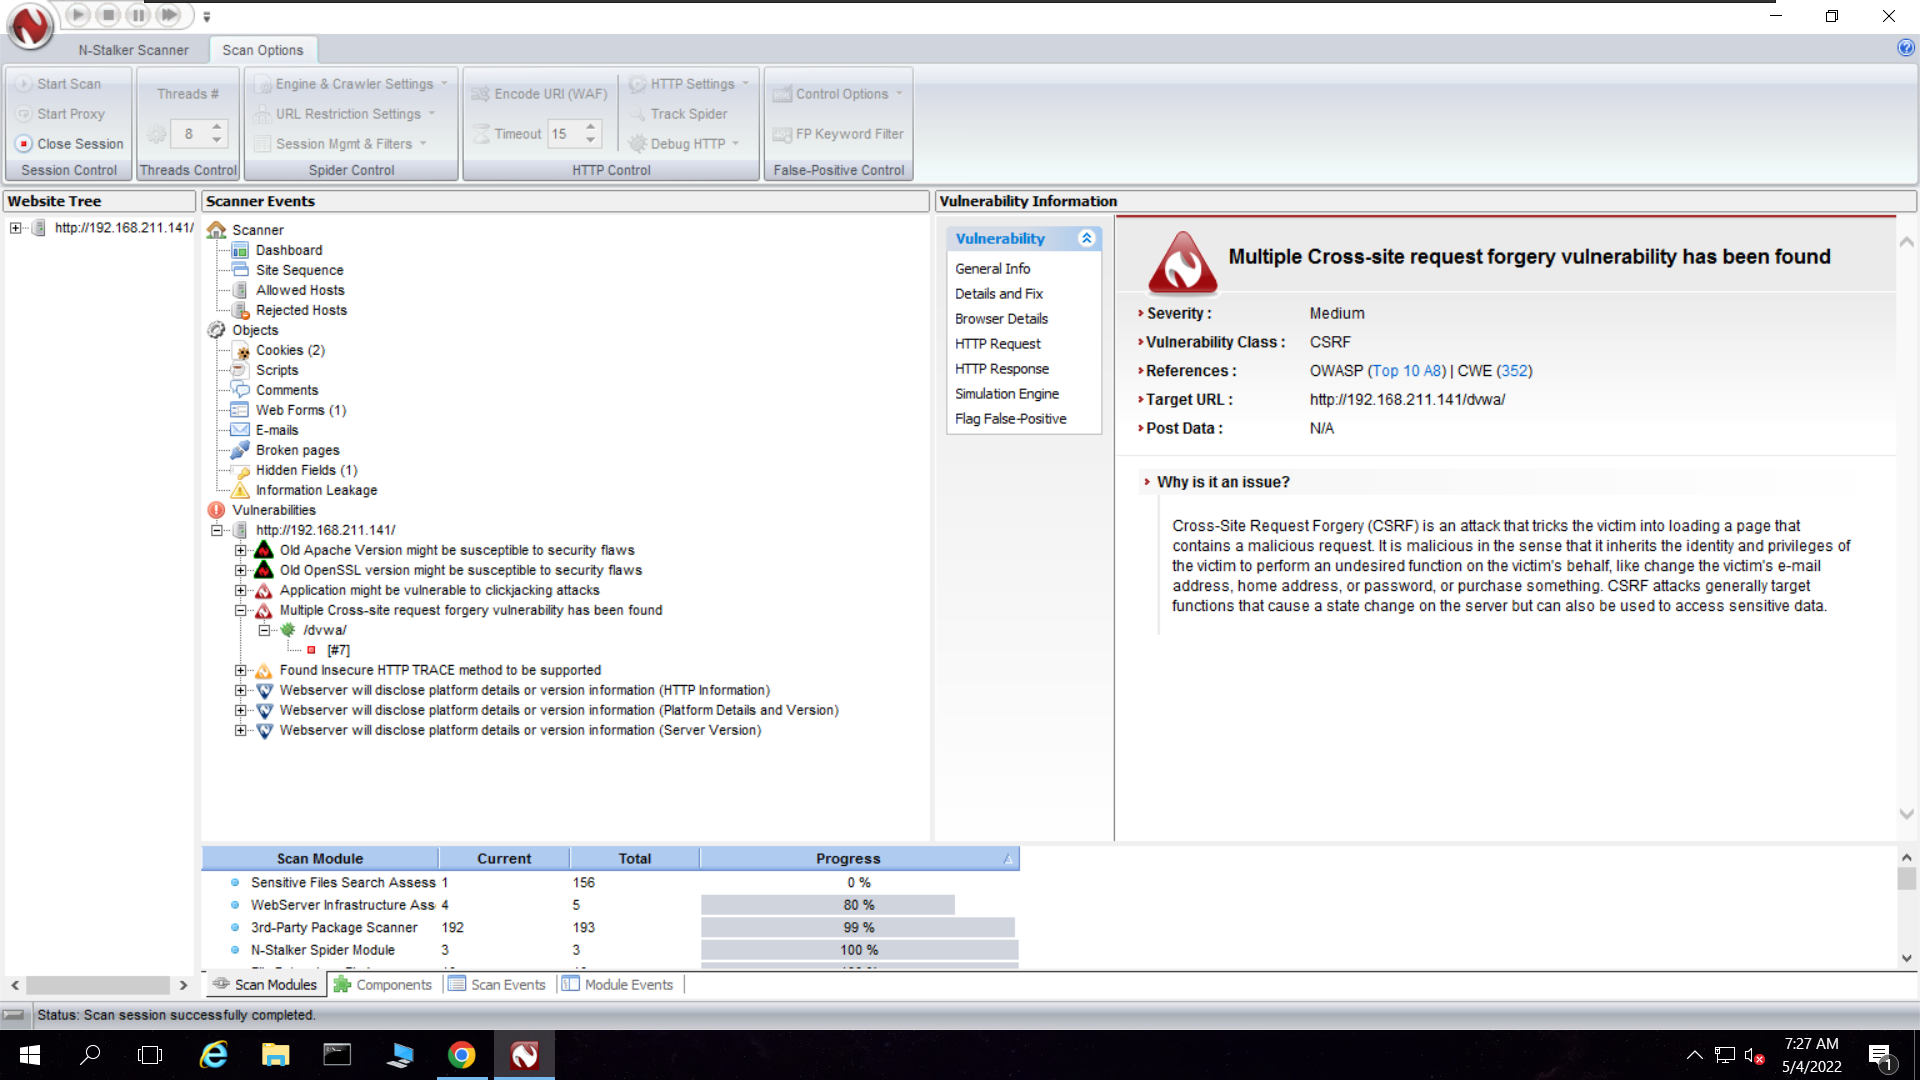 N-Stalker Scanner
Scan Options
Start Scan
Start Proxy
Close Session
Session Control
Threads #
8
Threads Control
Engine & Crawler Settings
URL Restriction Settings
Session Mgmt & Filters
Spider Control
Encode URI (WAF)
Timeout 15
HTTP Settings
Track Spider
Debug HTTP
HTTP Control
Control Options
FP Keyword Filter
False-Positive Control
Website Tree
http://192.168.211.141/
Scanner Events
Scanner
Dashboard
Site Sequence
Allowed Hosts
Rejected Hosts
Objects
Cookies (2)
Scripts
Comments
Web Forms (1)
E-mails
Broken pages
Hidden Fields (1)
Information Leakage
Vulnerabilities
http://192.168.211.141/
Old Apache Version might be susceptible to security flaws
Old OpenSSL version might be susceptible to security flaws
Application might be vulnerable to clickjacking attacks
Multiple Cross-site request forgery vulnerability has been found
/dvwa/
[#7]
Found Insecure HTTP TRACE method to be supported
Webserver will disclose platform details or version information (HTTP Information)
Webserver will disclose platform details or version information (Platform Details and Version)
Webserver will disclose platform details or version information (Server Version)
Vulnerability Information
Vulnerability
General Info
Details and Fix
Browser Details
HTTP Request
HTTP Response
Simulation Engine
Flag False-Positive
Multiple Cross-site request forgery vulnerability has been found
Severity : Medium
Vulnerability Class : CSRF
References : OWASP (Top 10 A8) | CWE (352)
Target URL : http://192.168.211.141/dvwa/
Post Data : N/A
Why is it an issue?
Cross-Site Request Forgery (CSRF) is an attack that tricks the victim into loading a page that
contains a malicious request. It is malicious in the sense that it inherits the identity and privileges of
the victim to perform an undesired function on the victim's behalf, like change the victim's e-mail
address, home address, or password, or purchase something. CSRF attacks generally target
functions that cause a state change on the server but can also be used to access sensitive data.
Scan Module Current Total Progress
Sensitive Files Search Assess 1 156 0 %
WebServer Infrastructure Ass 4 5 80 %
3rd-Party Package Scanner 192 193 99 %
N-Stalker Spider Module 3 3 100 %
Scan Modules
Components
Scan Events
Module Events
Status: Scan session successfully completed.
7:27 AM
5/4/2022
1